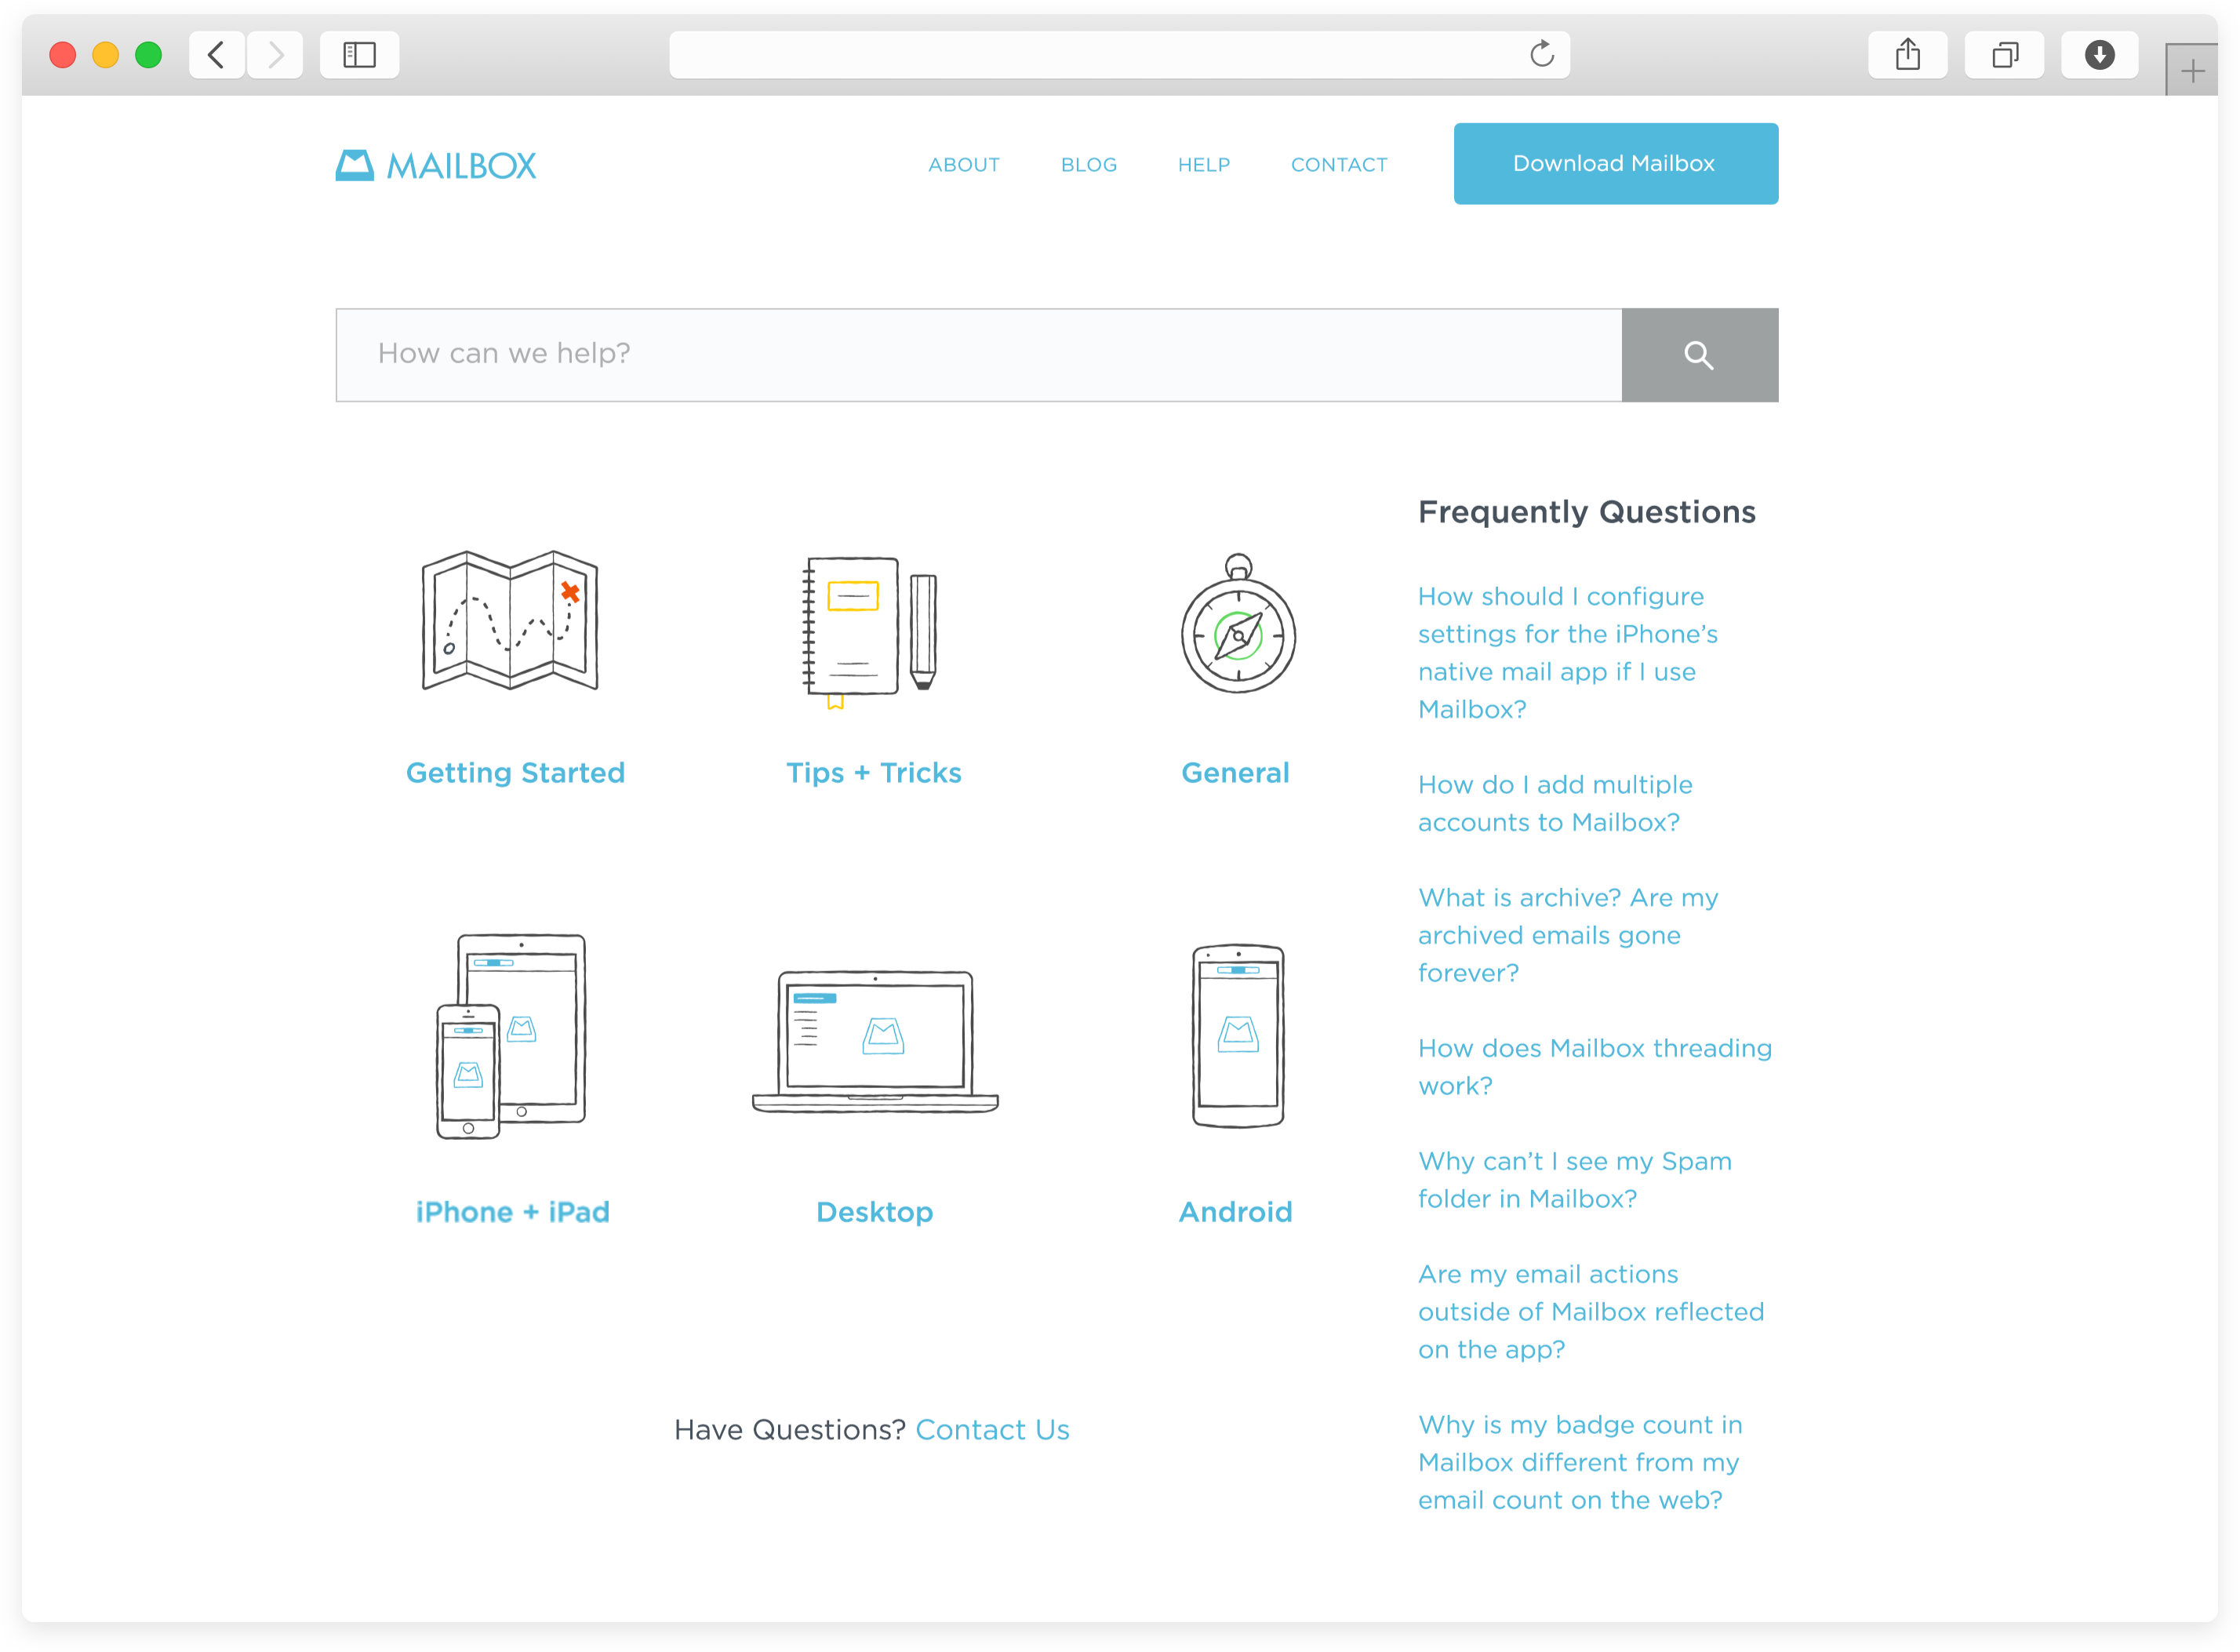 MAILBOX
ABOUT
BLOG
HELP
CONTACT
Download Mailbox
How can we help?
Getting Started
Tips + Tricks
General
iPhone + iPad
Desktop
Android
Have Questions? Contact Us
Frequently Questions
How should I configure
settings for the iPhone’s
native mail app if I use
Mailbox?
How do I add multiple
accounts to Mailbox?
What is archive? Are my
archived emails gone
forever?
How does Mailbox threading
work?
Why can’t I see my Spam
folder in Mailbox?
Are my email actions
outside of Mailbox reflected
on the app?
Why is my badge count in
Mailbox different from my
email count on the web?